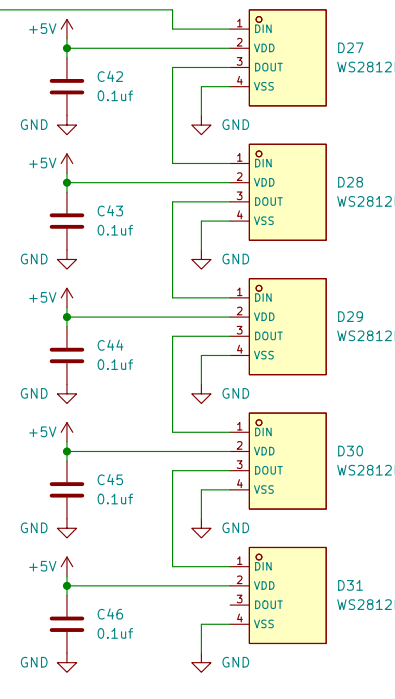 +5V
C42
0.1uf
GND
1 DIN
2 VDD
3 DOUT
4 VSS
GND
D27
WS2812
+5V
C43
0.1uf
GND
1 DIN
2 VDD
3 DOUT
4 VSS
GND
D28
WS2812
+5V
C44
0.1uf
GND
1 DIN
2 VDD
3 DOUT
4 VSS
GND
D29
WS2812
+5V
C45
0.1uf
GND
1 DIN
2 VDD
3 DOUT
4 VSS
GND
D30
WS2812
+5V
C46
0.1uf
GND
1 DIN
2 VDD
3 DOUT
4 VSS
GND
D31
WS2812